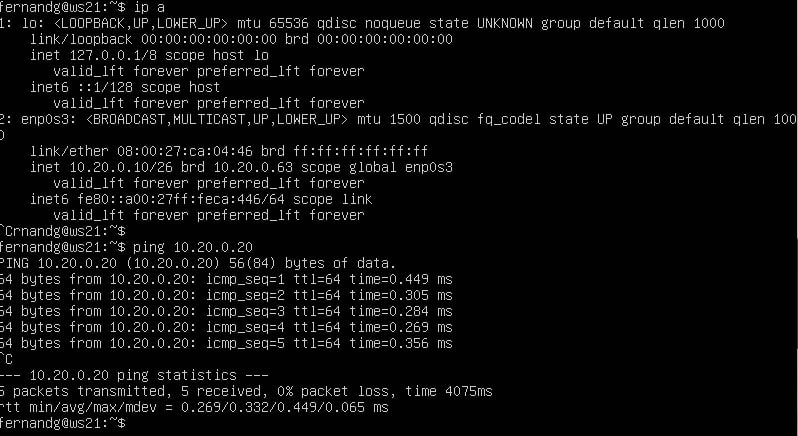 fernandg@ws21:~$ ip a
1: lo: <LOOPBACK,UP,LOWER_UP> mtu 65536 qdisc noqueue state UNKNOWN group default qlen 1000
    link/loopback 00:00:00:00:00:00 brd 00:00:00:00:00:00
    inet 127.0.0.1/8 scope host lo
       valid_lft forever preferred_lft forever
    inet6 ::1/128 scope host
       valid_lft forever preferred_lft forever
2: enp0s3: <BROADCAST,MULTICAST,UP,LOWER_UP> mtu 1500 qdisc fq_codel state UP group default qlen 100
0
    link/ether 08:00:27:ca:04:46 brd ff:ff:ff:ff:ff:ff
    inet 10.20.0.10/26 brd 10.20.0.63 scope global enp0s3
       valid_lft forever preferred_lft forever
    inet6 fe80::a00:27ff:feca:446/64 scope link
       valid_lft forever preferred_lft forever
^Crnandg@ws21:~$
fernandg@ws21:~$ ping 10.20.0.20
PING 10.20.0.20 (10.20.0.20) 56(84) bytes of data.
64 bytes from 10.20.0.20: icmp_seq=1 ttl=64 time=0.449 ms
64 bytes from 10.20.0.20: icmp_seq=2 ttl=64 time=0.305 ms
64 bytes from 10.20.0.20: icmp_seq=3 ttl=64 time=0.284 ms
64 bytes from 10.20.0.20: icmp_seq=4 ttl=64 time=0.269 ms
64 bytes from 10.20.0.20: icmp_seq=5 ttl=64 time=0.356 ms
^C
--- 10.20.0.20 ping statistics ---
5 packets transmitted, 5 received, 0% packet loss, time 4075ms
rtt min/avg/max/mdev = 0.269/0.332/0.449/0.065 ms
fernandg@ws21:~$